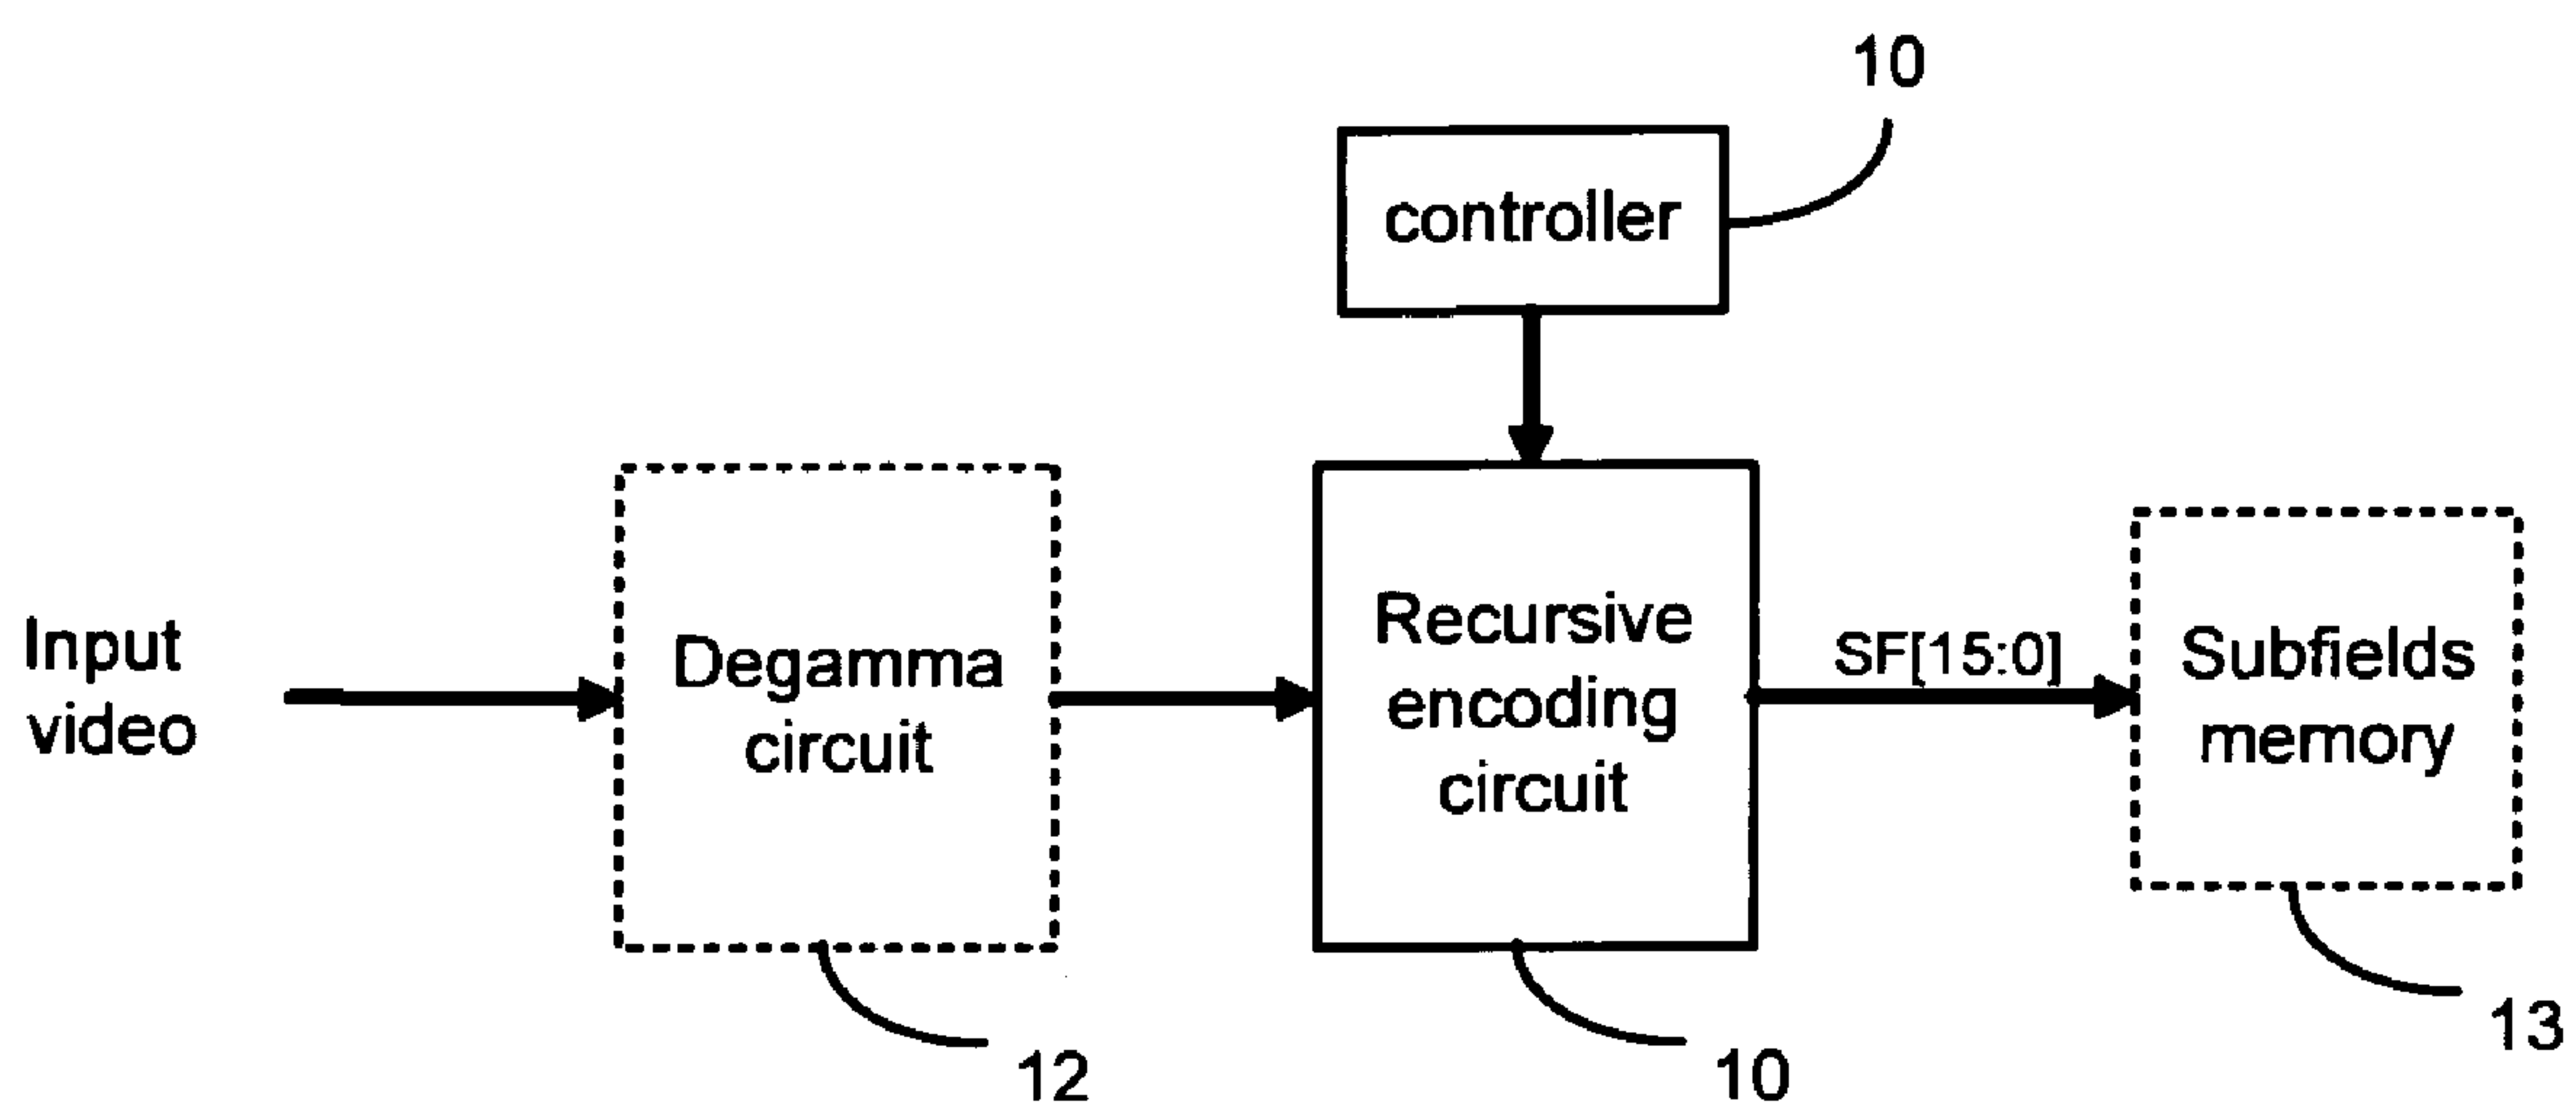 10
controller
Input
video
Degamma
circuit
Recursive
encoding
circuit
SF[15:0]
Subfields
memory
12
10
13